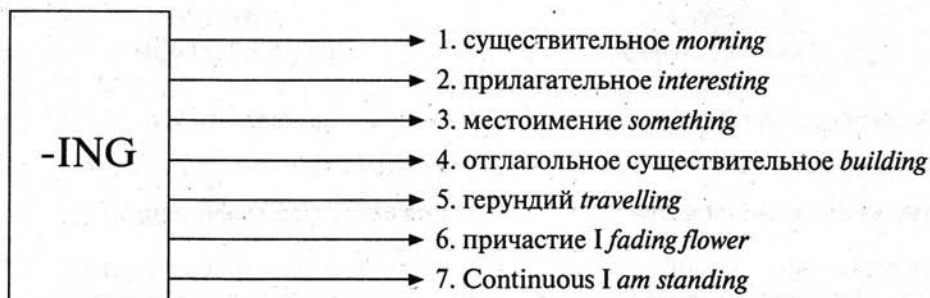 -ING
1. существительное morning
2. прилагательное interesting
3. местоимение something
4. отглагольное существительное building
5. герундий travelling
6. причастие I fading flower
7. Continuous I am standing